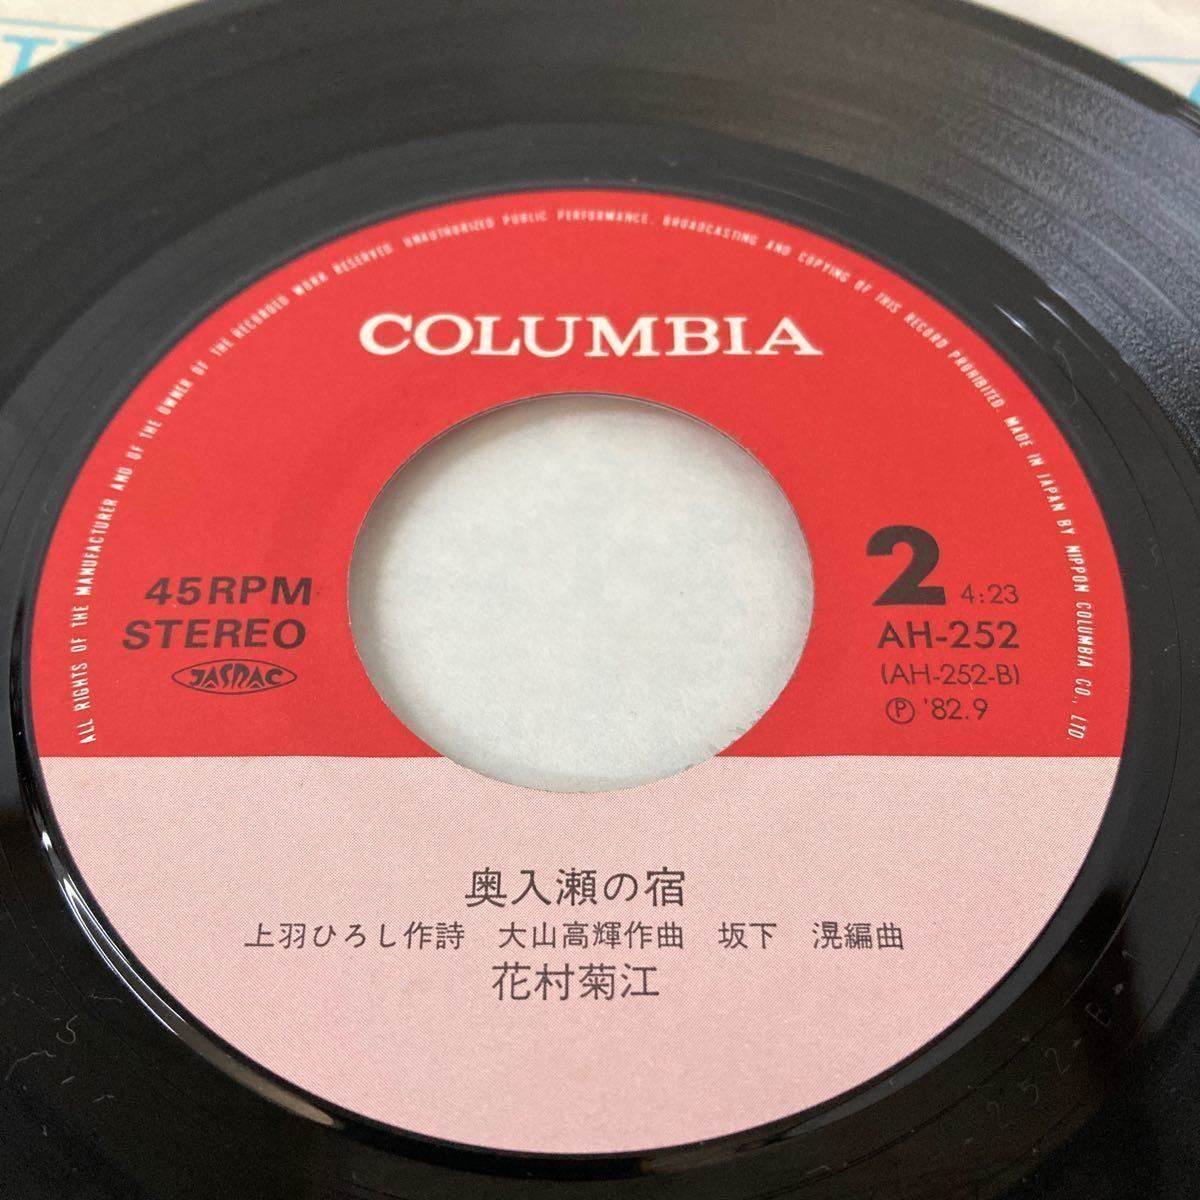 ALL RIGHTS OF THE MANUFACTURER AND OF THE OWNER OF THE RECORDED WORK RESERVED UNAUTHORIZED PUBLIC PERFORMANCE. BROADCASTING AND COPYING OF THIS RECORD PROHIBITED. MADE IN JAPAN BY NIPPON COLUMBIA CO., LTD.
COLUMBIA
45RPM
STEREO
JASRAC
2 4:23
AH-252
(AH-252-B)
Ⓟ '82.9
奥入瀬の宿
上羽ひろし作詩 大山高輝作曲 坂下 滉編曲
花村菊江